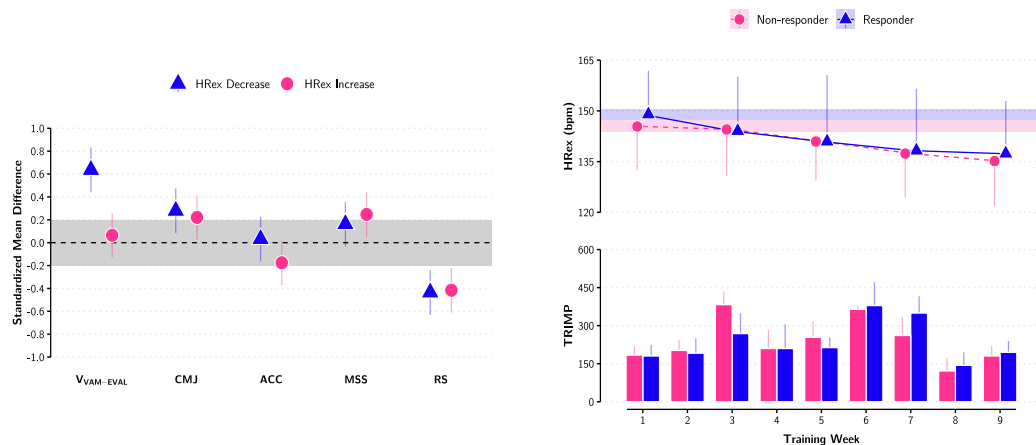 HRex Decrease HRex Increase
Standardized Mean Difference
1.0
0.8
0.6
0.4
0.2
0.0
-0.2
-0.4
-0.6
-0.8
-1.0
VVAM−EVAL CMJ ACC MSS RS
Non-responder Responder
HRex (bpm)
165
150
135
120
TRIMP
600
450
300
150
0
1 2 3 4 5 6 7 8 9
Training Week